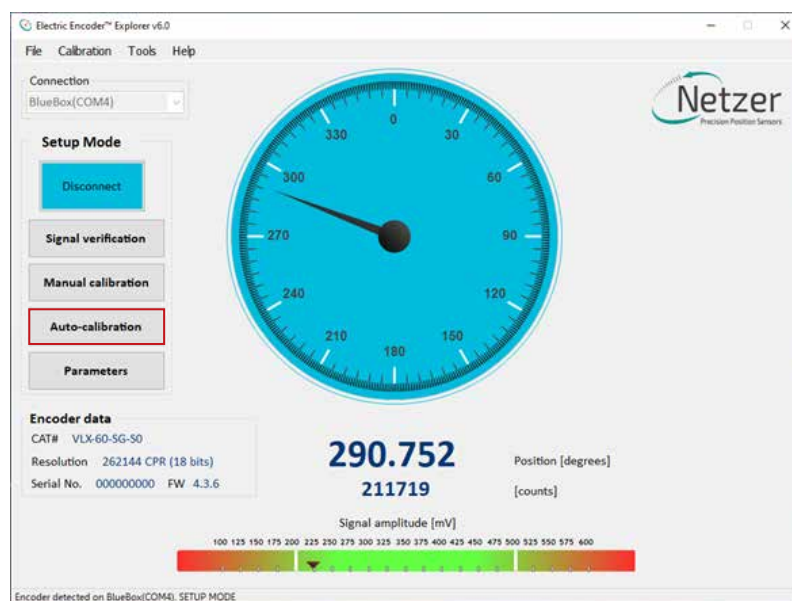 Electric Encoder™ Explorer v6.0
File Calibration Tools Help
Connection
BlueBox(COM4)
Netzer
Precision Position Sensors
Setup Mode
Disconnect
Signal verification
Manual calibration
Auto-calibration
Parameters
0
30
60
90
120
150
180
210
240
270
300
330
Encoder data
CAT# VLX-60-SG-S0
Resolution 262144 CPR (18 bits)
Serial No. 000000000 FW 4.3.6
290.752 Position [degrees]
211719 [counts]
Signal amplitude [mV]
100 125 150 175 200 225 250 275 300 325 350 375 400 425 450 475 500 525 550 575 600
Encoder detected on BlueBox(COM4). SETUP MODE